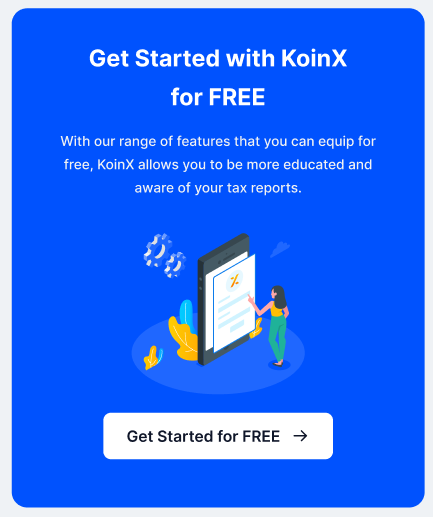 Get Started with KoinX
for FREE
With our range of features that you can equip for
free, KoinX allows you to be more educated and
aware of your tax reports.
Get Started for FREE →